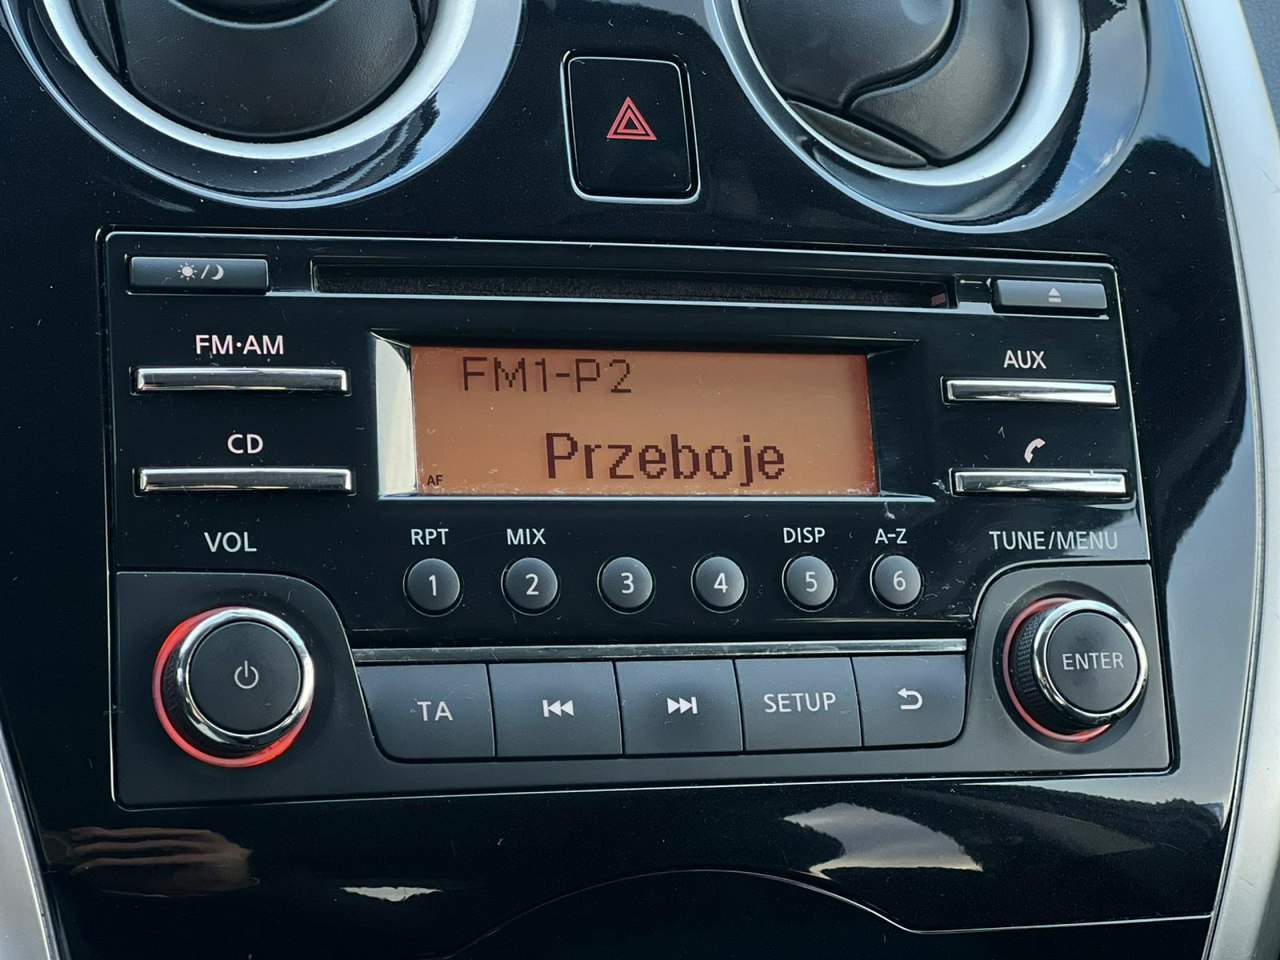 FM·AM
AUX
FM1-P2
CD
Przeboje
AF
VOL
RPT
MIX
DISP
A-Z
TUNE/MENU
1
2
3
4
5
6
TA
SETUP
ENTER